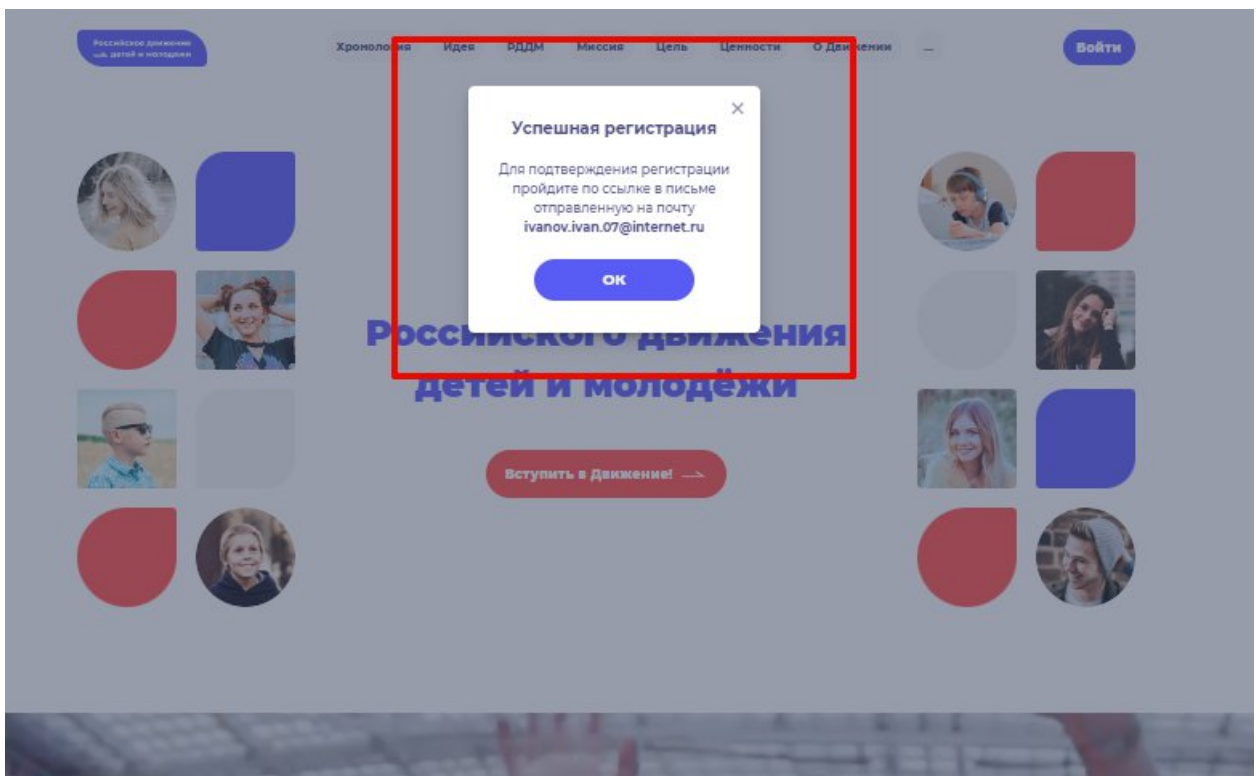 Российское движение
детей и молодёжи
Хронология Идея РДДМ Миссия Цель Ценности О Движении ...
Войти
×
Успешная регистрация
Для подтверждения регистрации
пройдите по ссылке в письме
отправленную на почту
ivanov.ivan.07@internet.ru
ОК
Российского движения
детей и молодёжи
Вступить в Движение!